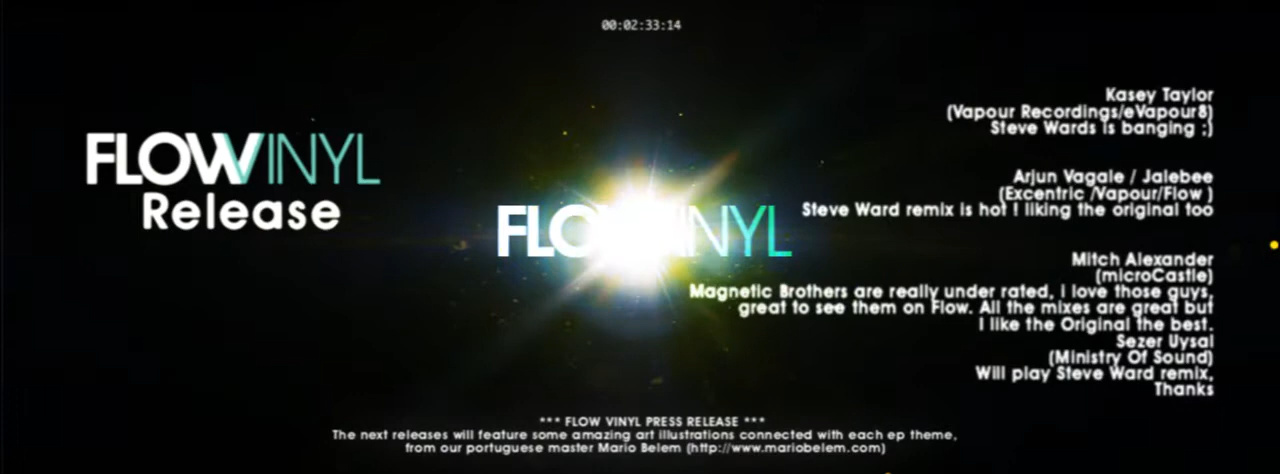 00:02:33:14
FLOWVINYL
Release
FLOWVINYL
Kasey Taylor
(Vapour Recordings/eVapour8)
Steve Wards is banging ;)
Arjun Vagale / Jalebee
(Excentric /Vapour/Flow )
Steve Ward remix is hot ! liking the original too
Mitch Alexander
(microCastle)
Magnetic Brothers are really under rated, i love those guys,
great to see them on Flow. All the mixes are great but
I like the Original the best.
Sezer Uysal
(Ministry Of Sound)
Will play Steve Ward remix,
Thanks
*** FLOW VINYL PRESS RELEASE ***
The next releases will feature some amazing art illustrations connected with each ep theme,
from our portuguese master Mario Belem (http://www.mariobelem.com)